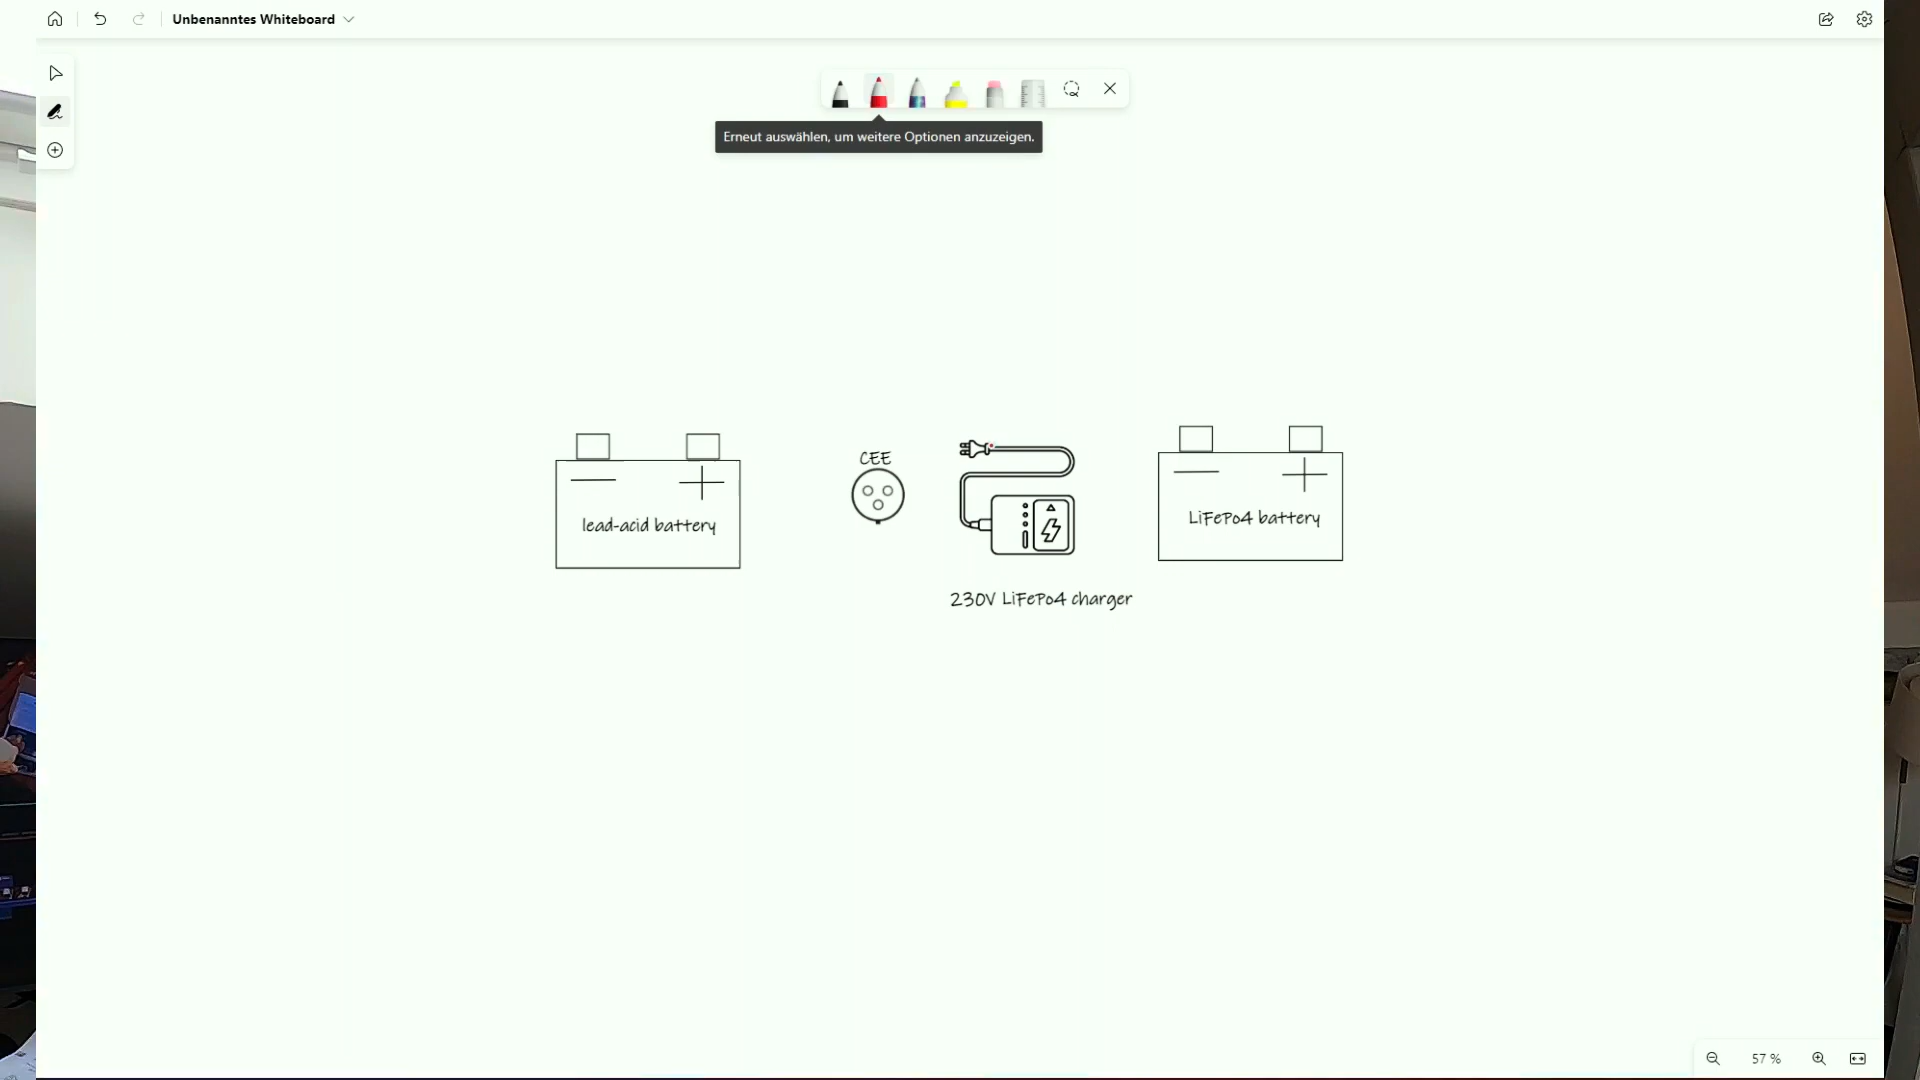 Unbenanntes Whiteboard
Erneut auswählen, um weitere Optionen anzuzeigen.
CEE
lead-acid battery
LiFePo4 battery
230V LiFePo4 charger
57 %